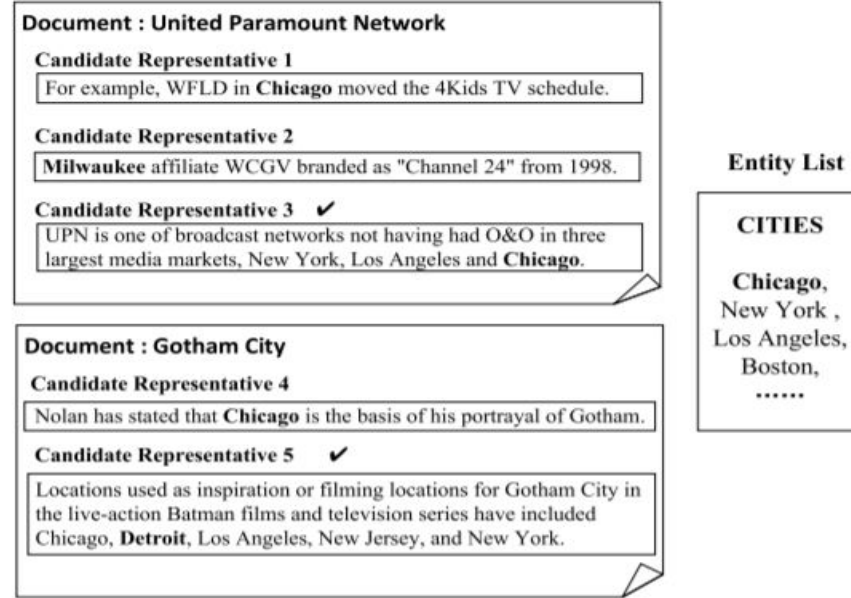 Document : United Paramount Network
Candidate Representative 1
For example, WFLD in Chicago moved the 4Kids TV schedule.
Candidate Representative 2
Milwaukee affiliate WCGV branded as "Channel 24" from 1998.
Candidate Representative 3 ✔
UPN is one of broadcast networks not having had O&O in three
largest media markets, New York, Los Angeles and Chicago.
Document : Gotham City
Candidate Representative 4
Nolan has stated that Chicago is the basis of his portrayal of Gotham.
Candidate Representative 5 ✔
Locations used as inspiration or filming locations for Gotham City in
the live-action Batman films and television series have included
Chicago, Detroit, Los Angeles, New Jersey, and New York.
Entity List
CITIES
Chicago,
New York ,
Los Angeles,
Boston,
......